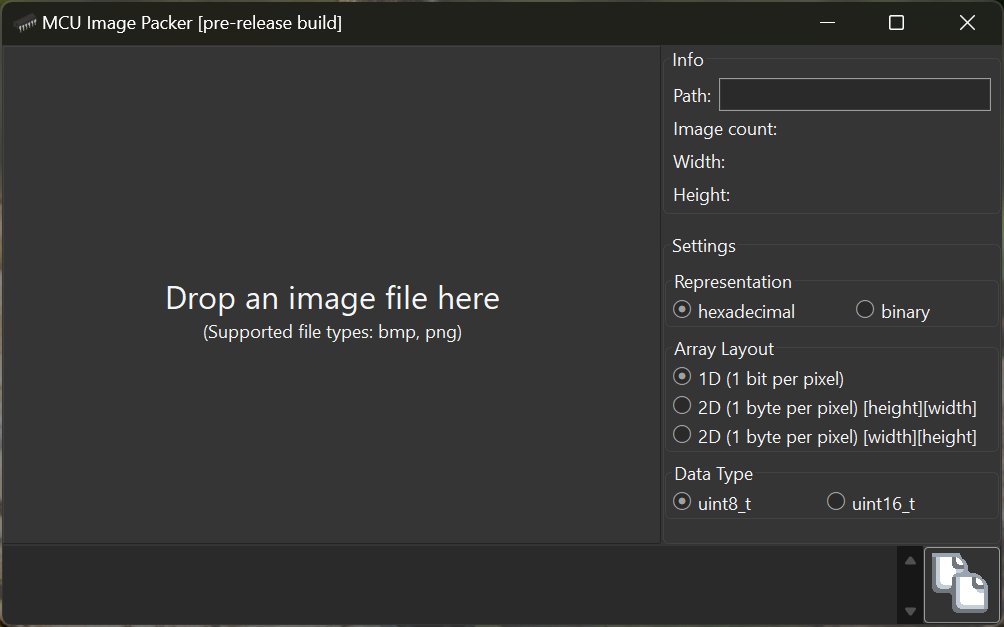 MCU Image Packer [pre-release build]
Drop an image file here
(Supported file types: bmp, png)
Info
Path:
Image count:
Width:
Height:
Settings
Representation
hexadecimal binary
Array Layout
1D (1 bit per pixel)
2D (1 byte per pixel) [height][width]
2D (1 byte per pixel) [width][height]
Data Type
uint8_t uint16_t